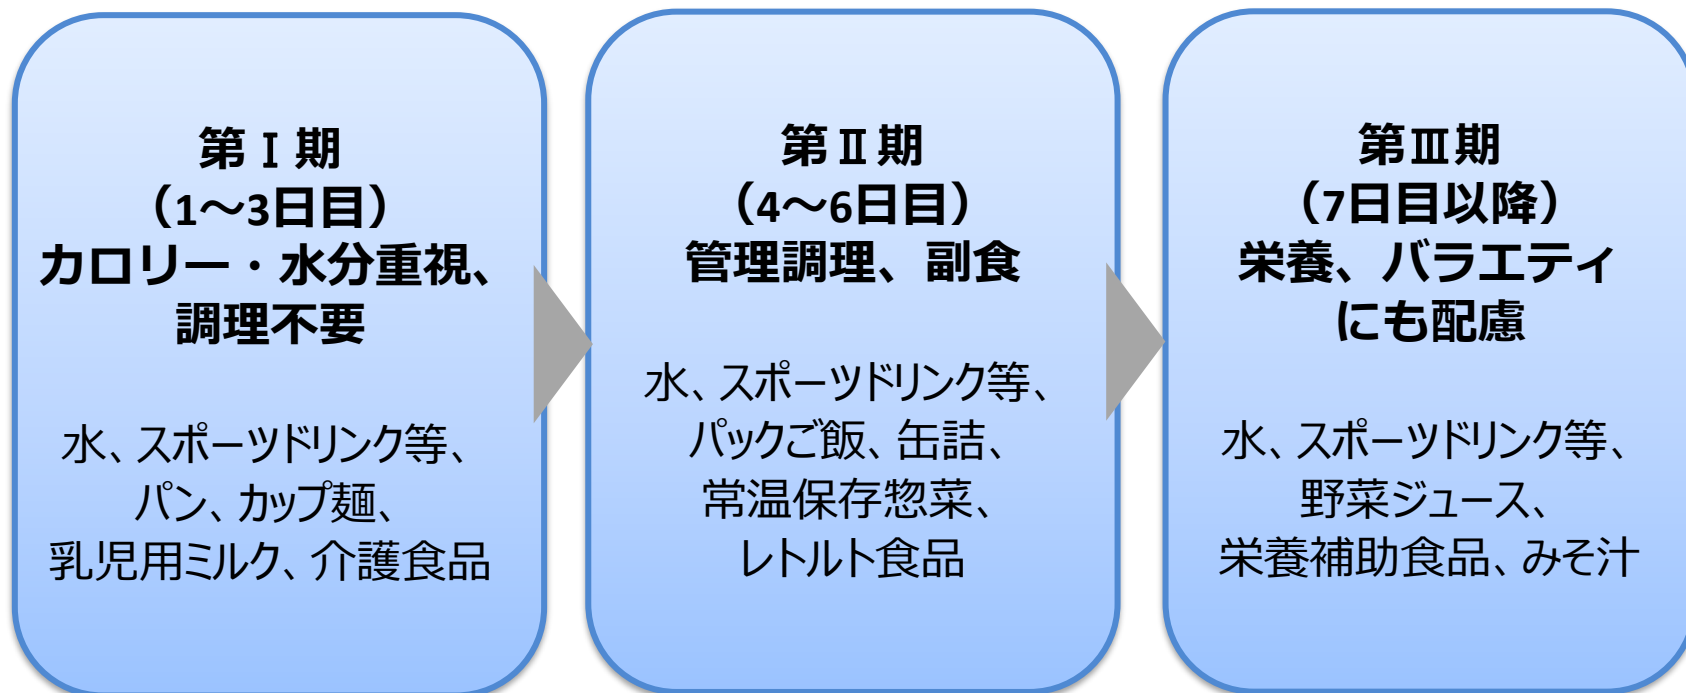 第Ⅰ期
（1～3日目）
カロリー・水分重視、
調理不要
水、スポーツドリンク等、
パン、カップ麺、
乳児用ミルク、介護食品
第Ⅱ期
（4～6日目）
管理調理、副食
水、スポーツドリンク等、
パックご飯、缶詰、
常温保存惣菜、
レトルト食品
第Ⅲ期
（7日目以降）
栄養、バラエティ
にも配慮
水、スポーツドリンク等、
野菜ジュース、
栄養補助食品、みそ汁